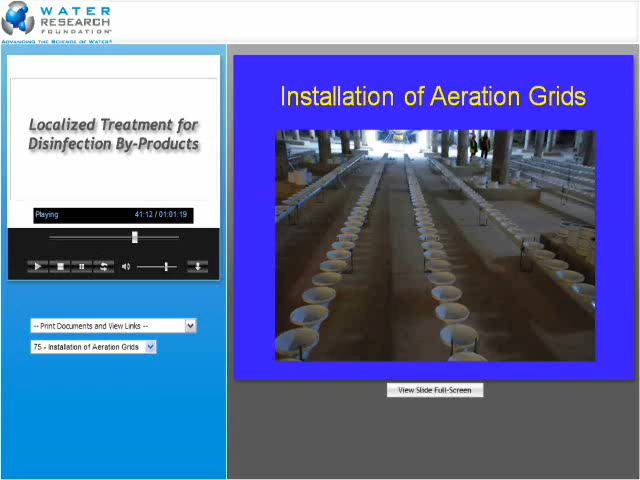 WATER
RESEARCH
FOUNDATION
ADVANCING THE SCIENCE OF WATER®
Localized Treatment for
Disinfection By-Products
Playing 41:12 / 01:01:19
-- Print Documents and View Links --
75 - Installation of Aeration Grids
Installation of Aeration Grids
View Slide Full-Screen